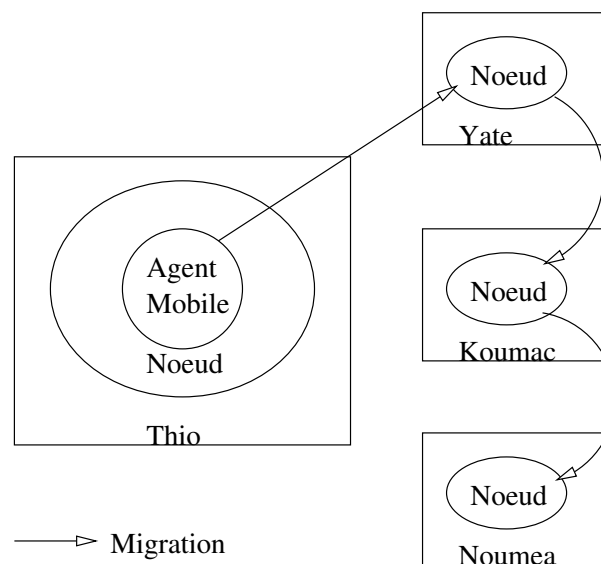 Noeud
Yate
Agent
Mobile
Noeud
Thio
Noeud
Koumac
Noeud
Noumea
Migration